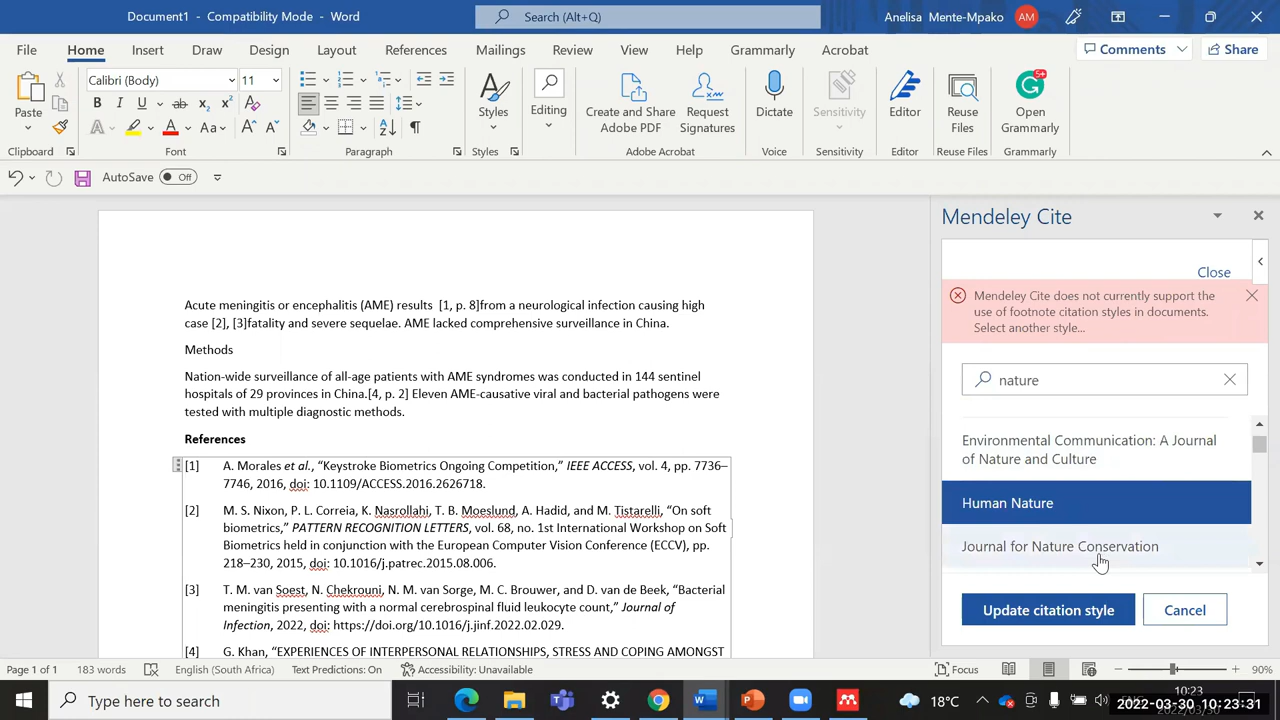 Document1 - Compatibility Mode - Word
Search (Alt+Q)
Anelisa Mente-Mpako
AM
File Home Insert Draw Design Layout References Mailings Review View Help Grammarly Acrobat
Comments Share
Calibri (Body) 11
Paste
Styles
Editing
Create and Share Adobe PDF
Request Signatures
Dictate
Sensitivity
Editor
Reuse Files
Open Grammarly
Clipboard Font Paragraph Styles Adobe Acrobat Voice Sensitivity Editor Reuse Files Grammarly
AutoSave Off
Acute meningitis or encephalitis (AME) results [1, p. 8]from a neurological infection causing high
case [2], [3]fatality and severe sequelae. AME lacked comprehensive surveillance in China.
Methods
Nation-wide surveillance of all-age patients with AME syndromes was conducted in 144 sentinel
hospitals of 29 provinces in China.[4, p. 2] Eleven AME-causative viral and bacterial pathogens were
tested with multiple diagnostic methods.
References
[1] A. Morales et al., “Keystroke Biometrics Ongoing Competition,” IEEE ACCESS, vol. 4, pp. 7736–
7746, 2016, doi: 10.1109/ACCESS.2016.2626718.
[2] M. S. Nixon, P. L. Correia, K. Nasrollahi, T. B. Moeslund, A. Hadid, and M. Tistarelli, “On soft
biometrics,” PATTERN RECOGNITION LETTERS, vol. 68, no. 1st International Workshop on Soft
Biometrics held in conjunction with the European Computer Vision Conference (ECCV), pp.
218–230, 2015, doi: 10.1016/j.patrec.2015.08.006.
[3] T. M. van Soest, N. Chekrouni, N. M. van Sorge, M. C. Brouwer, and D. van de Beek, “Bacterial
meningitis presenting with a normal cerebrospinal fluid leukocyte count,” Journal of
Infection, 2022, doi: https://doi.org/10.1016/j.jinf.2022.02.029.
[4] G. Khan, “EXPERIENCES OF INTERPERSONAL RELATIONSHIPS, STRESS AND COPING AMONGST
Mendeley Cite
Close
Mendeley Cite does not currently support the
use of footnote citation styles in documents.
Select another style...
nature
Environmental Communication: A Journal
of Nature and Culture
Human Nature
Journal for Nature Conservation
Update citation style
Cancel
Page 1 of 1 183 words English (South Africa) Text Predictions: On Accessibility: Unavailable Focus 90%
Type here to search
18°C
10:23
2022-03-30 10:23:31